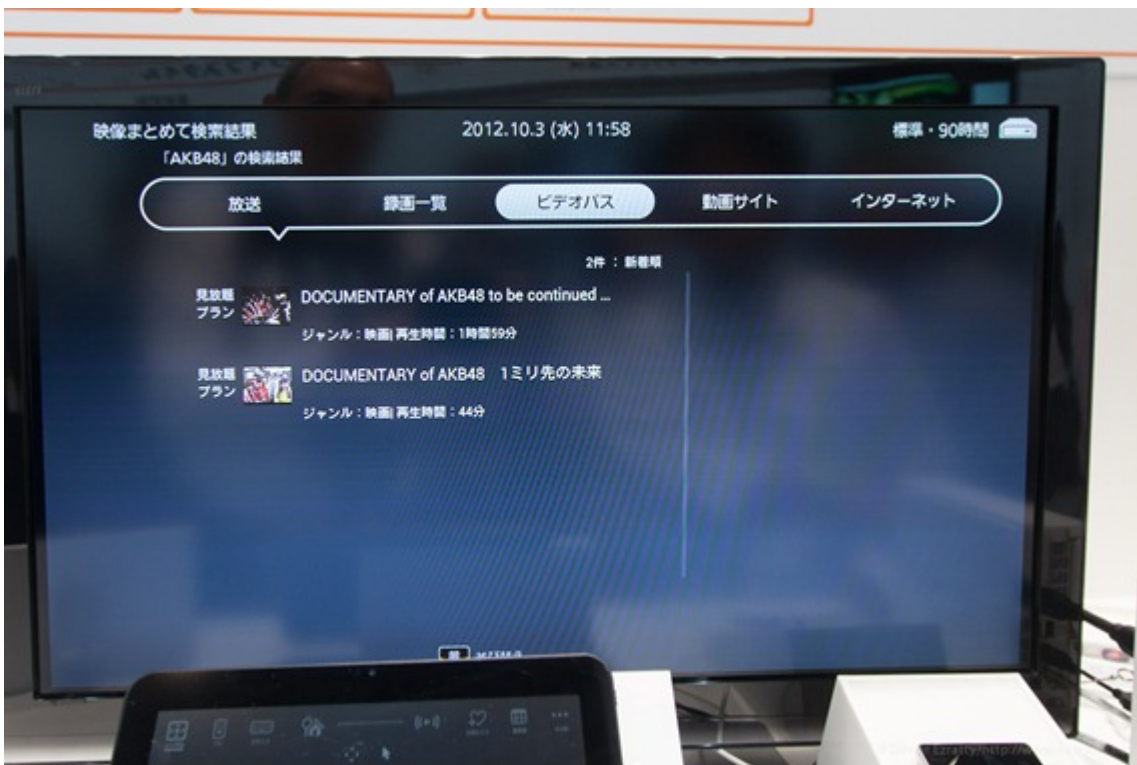 映像まとめて検索結果 2012.10.3 (水) 11:58 標準・90時間
「AKB48」の検索結果
放送 録画一覧 ビデオパス 動画サイト インターネット
2件 : 新着順
見放題
プラン
DOCUMENTARY of AKB48 to be continued ...
ジャンル：映画| 再生時間：1時間59分
見放題
プラン
DOCUMENTARY of AKB48 1ミリ先の未来
ジャンル：映画| 再生時間：44分